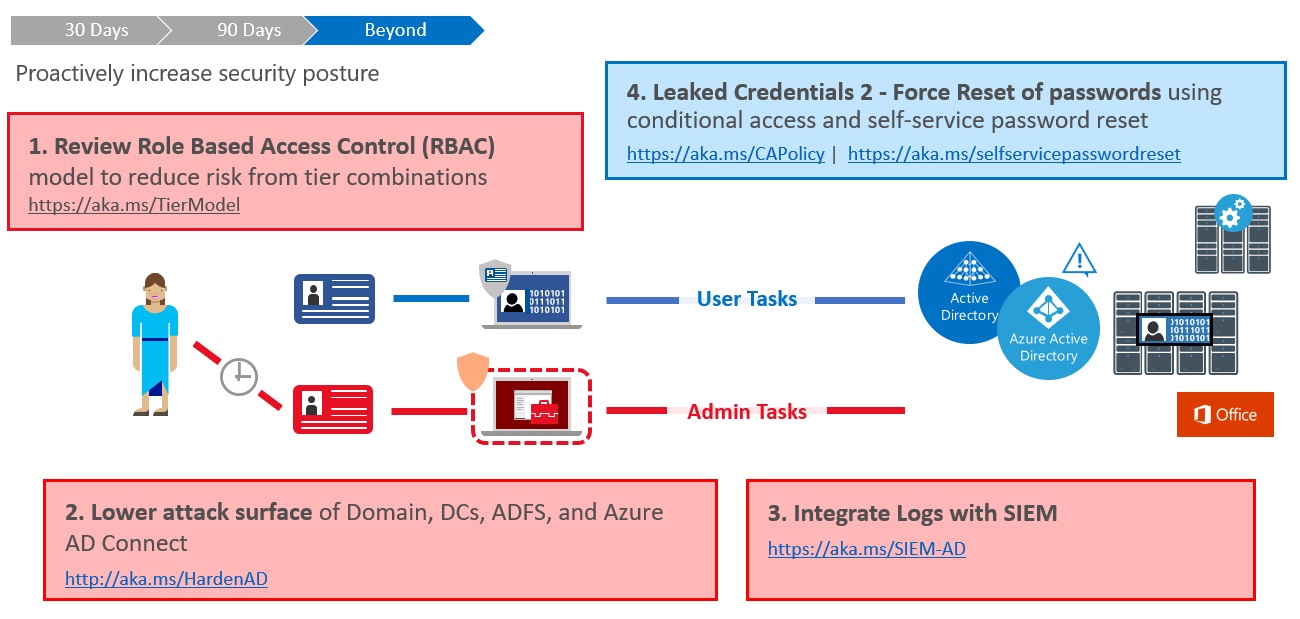 30 Days
90 Days
Beyond
Proactively increase security posture
1. Review Role Based Access Control (RBAC)
model to reduce risk from tier combinations
https://aka.ms/TierModel
4. Leaked Credentials 2 - Force Reset of passwords using
conditional access and self-service password reset
https://aka.ms/CAPolicy | https://aka.ms/selfservicepasswordreset
1010101
0111011
1010101
User Tasks
Active
Directory
Azure Active
Directory
1010101
1011101
1010101
Admin Tasks
Office
2. Lower attack surface of Domain, DCs, ADFS, and Azure
AD Connect
http://aka.ms/HardenAD
3. Integrate Logs with SIEM
https://aka.ms/SIEM-AD